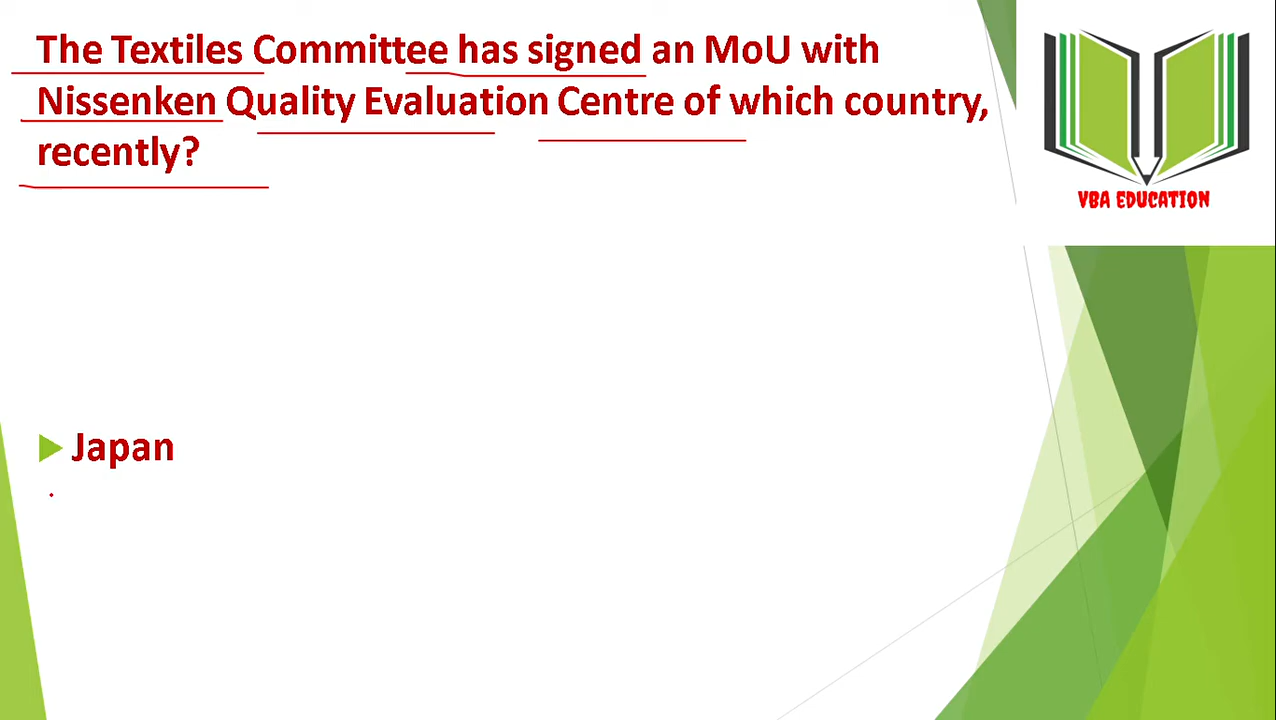 The Textiles Committee has signed an MoU with
Nissenken Quality Evaluation Centre of which country,
recently?
VBA EDUCATION
Japan